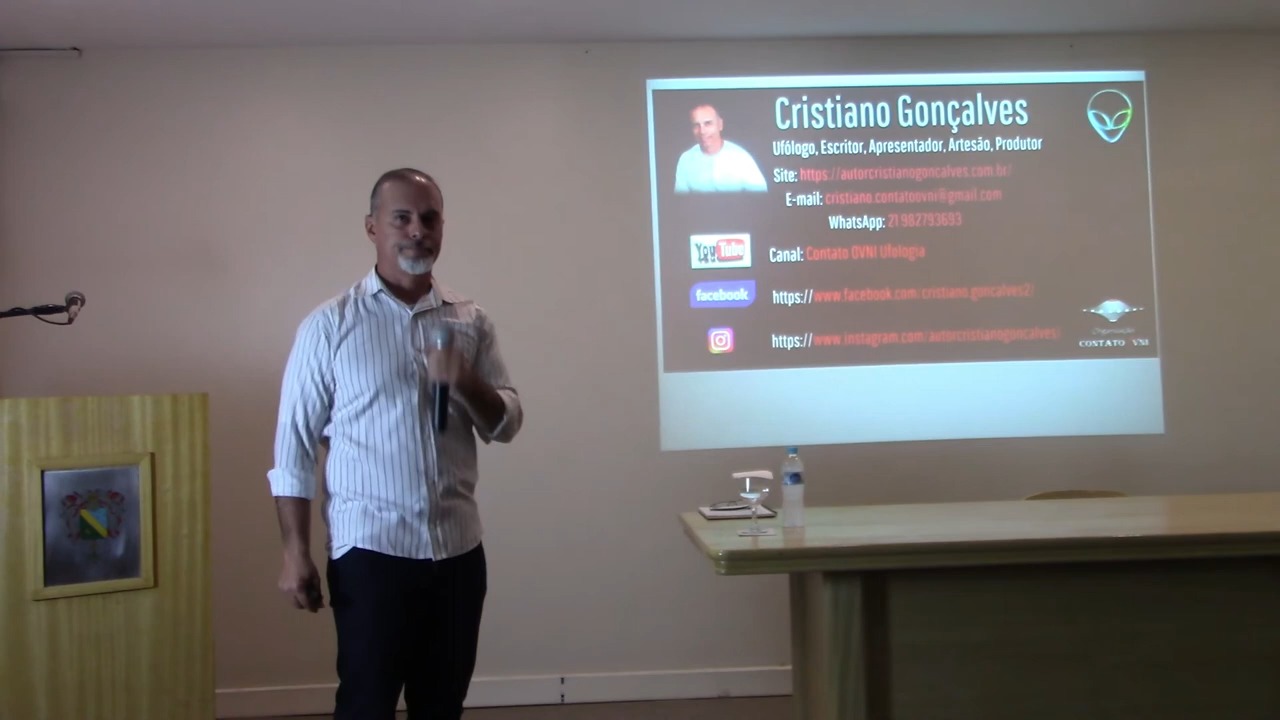 Cristiano Gonçalves
Ufólogo, Escritor, Apresentador, Artesão, Produtor
Site: https://autorcristianogoncalves.com.br/
E-mail: cristiano.contatoovni@gmail.com
WhatsApp: 21 982793693
YouTube
Canal: Contato OVNI Ufologia
facebook
https://www.facebook.com/cristiano.goncalves2/
https://www.instagram.com/autorcristianogoncalves/
Organização
CONTATO VNI